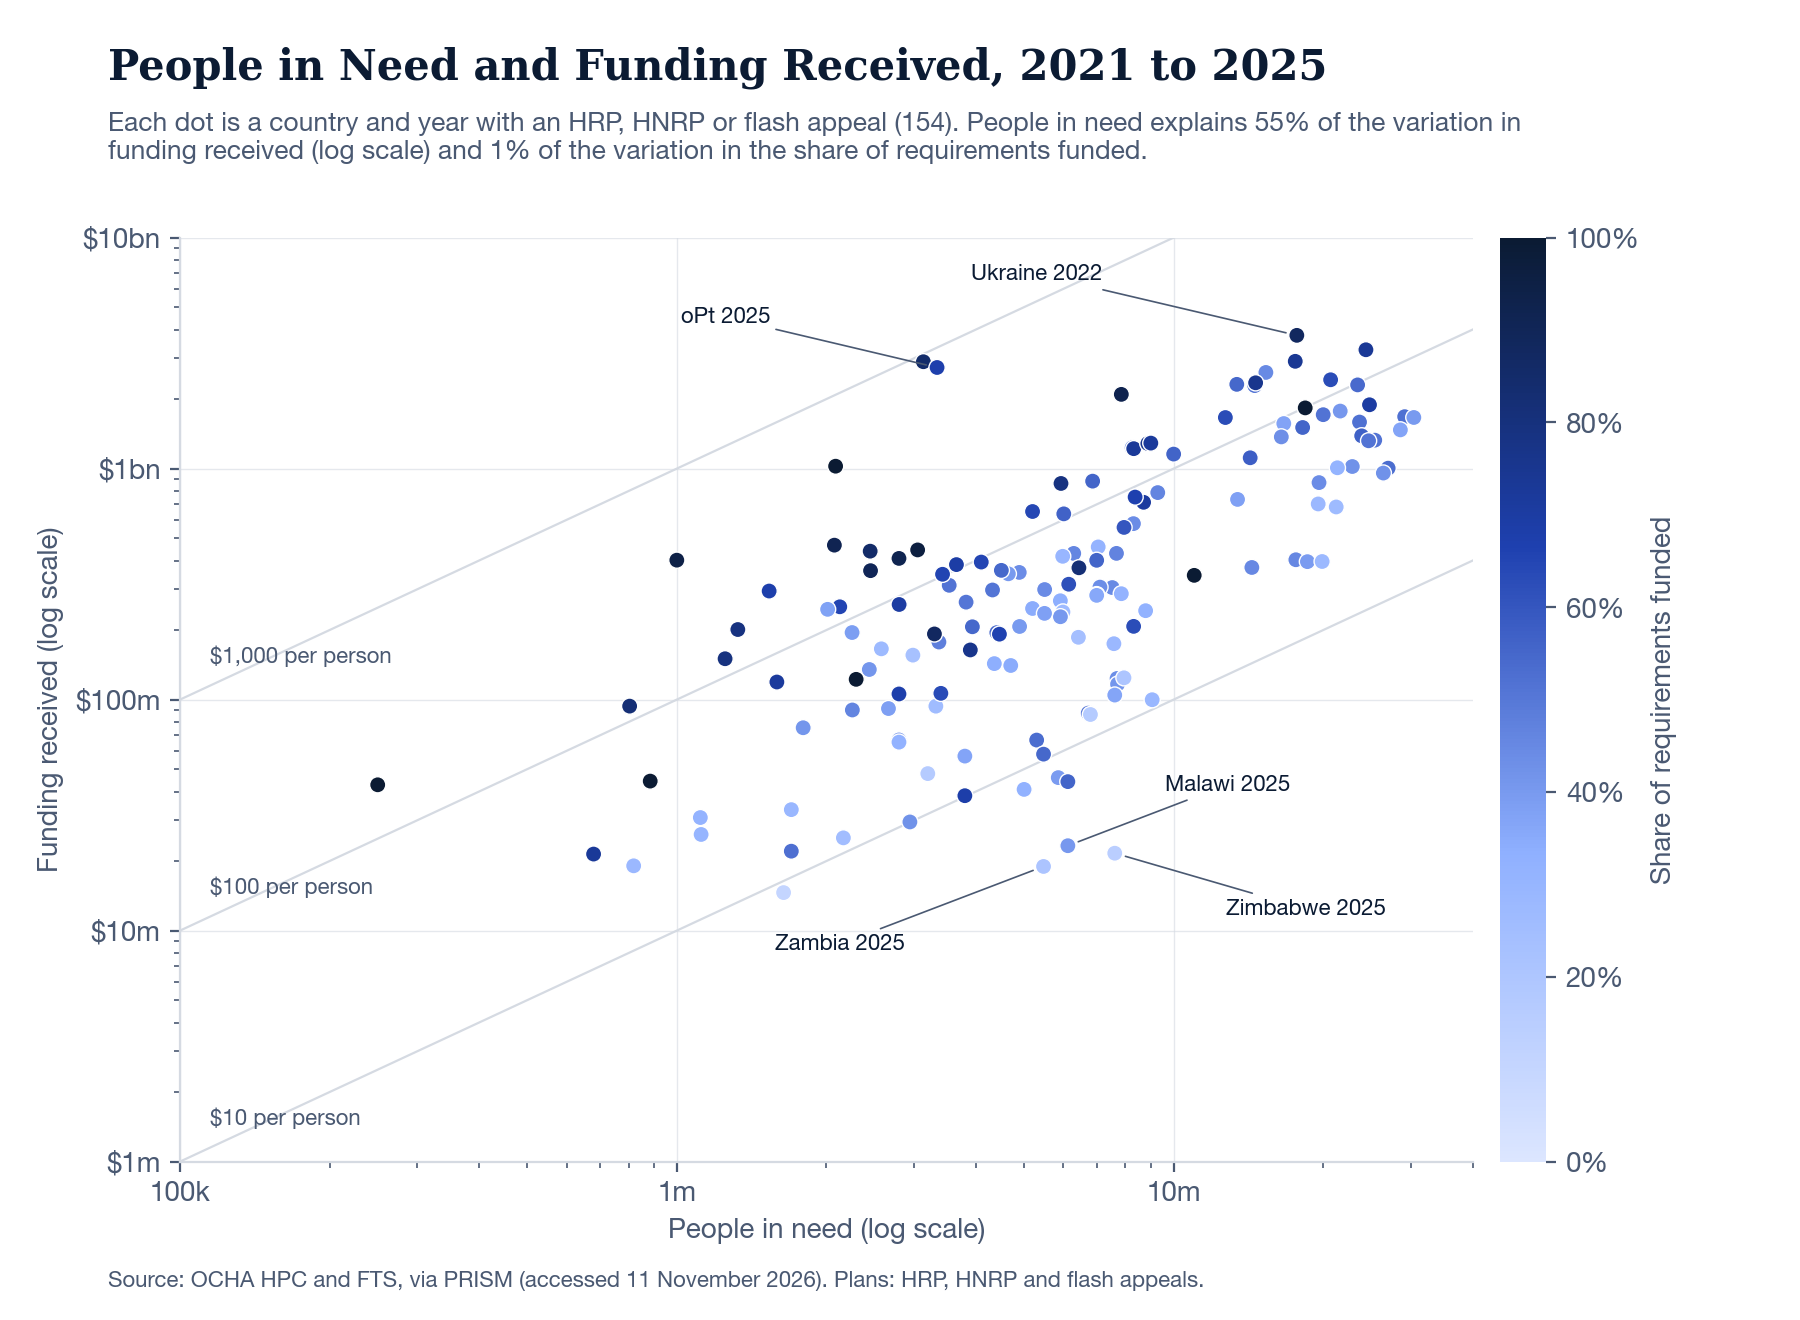 People in Need and Funding Received, 2021 to 2025
Each dot is a country and year with an HRP, HNRP or flash appeal (154). People in need explains 55% of the variation in
funding received (log scale) and 1% of the variation in the share of requirements funded.
$10bn
$1bn
$100m
$10m
$1m
Funding received (log scale)
Ukraine 2022
oPt 2025
$1,000 per person
$100 per person
$10 per person
Malawi 2025
Zimbabwe 2025
Zambia 2025
100%
80%
60%
40%
20%
0%
Share of requirements funded
100k
1m
10m
People in need (log scale)
Source: OCHA HPC and FTS, via PRISM (accessed 11 November 2026). Plans: HRP, HNRP and flash appeals.